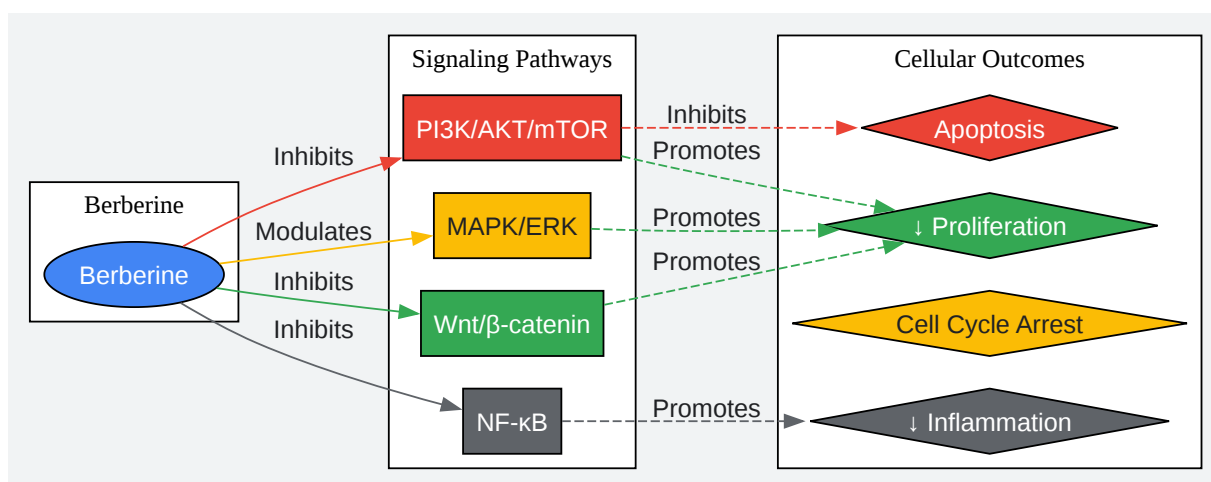 Berberine
Berberine
Inhibits
Modulates
Inhibits
Inhibits
Signaling Pathways
PI3K/AKT/mTOR
MAPK/ERK
Wnt/β-catenin
NF-κB
Inhibits
Promotes
Promotes
Promotes
Promotes
Cellular Outcomes
Apoptosis
↓ Proliferation
Cell Cycle Arrest
↓ Inflammation